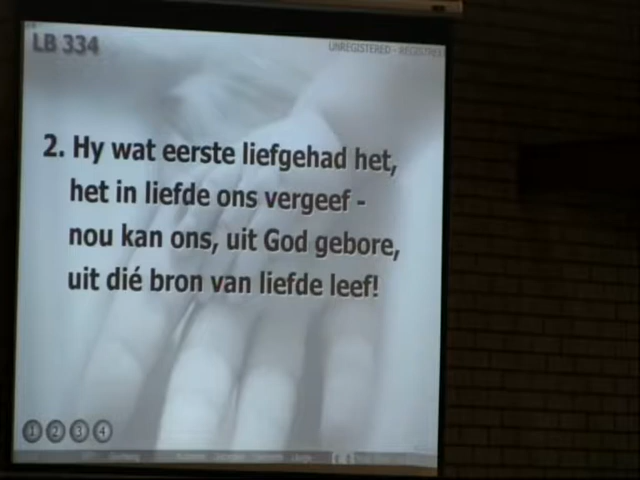 LB 334
UNREGISTERED - REGISTREER
2. Hy wat eerste liefgehad het,
het in liefde ons vergeef -
nou kan ons, uit God gebore,
uit dié bron van liefde leef!
1 2 3 4